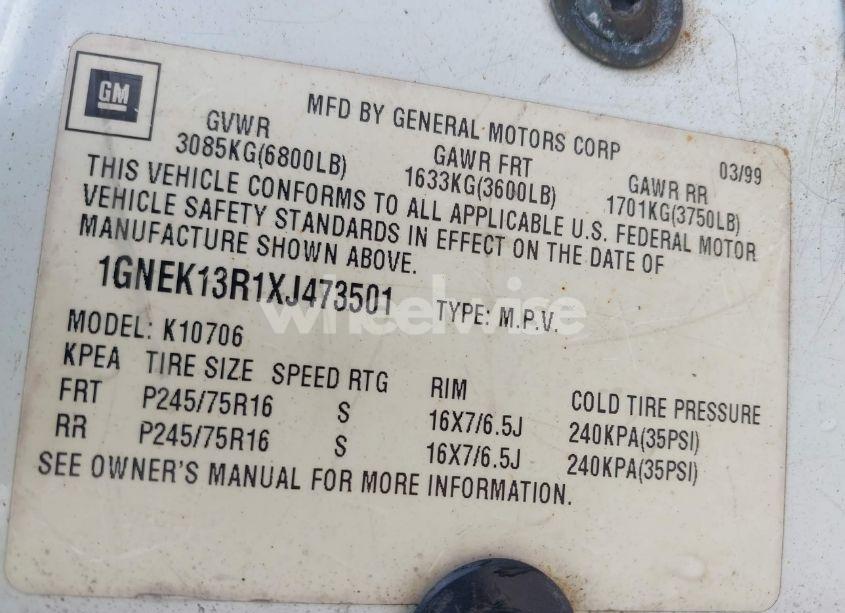 GM
MFD BY GENERAL MOTORS CORP 03/99
GVWR GAWR FRT GAWR RR
3085KG(6800LB) 1633KG(3600LB) 1701KG(3750LB)
THIS VEHICLE CONFORMS TO ALL APPLICABLE U.S. FEDERAL MOTOR
VEHICLE SAFETY STANDARDS IN EFFECT ON THE DATE OF
MANUFACTURE SHOWN ABOVE.
1GNEK13R1XJ473501 TYPE: M.P.V.
wheelwise
MODEL: K10706
KPEA TIRE SIZE SPEED RTG RIM COLD TIRE PRESSURE
FRT P245/75R16 S 16X7/6.5J 240KPA(35PSI)
RR P245/75R16 S 16X7/6.5J 240KPA(35PSI)
SEE OWNER'S MANUAL FOR MORE INFORMATION.